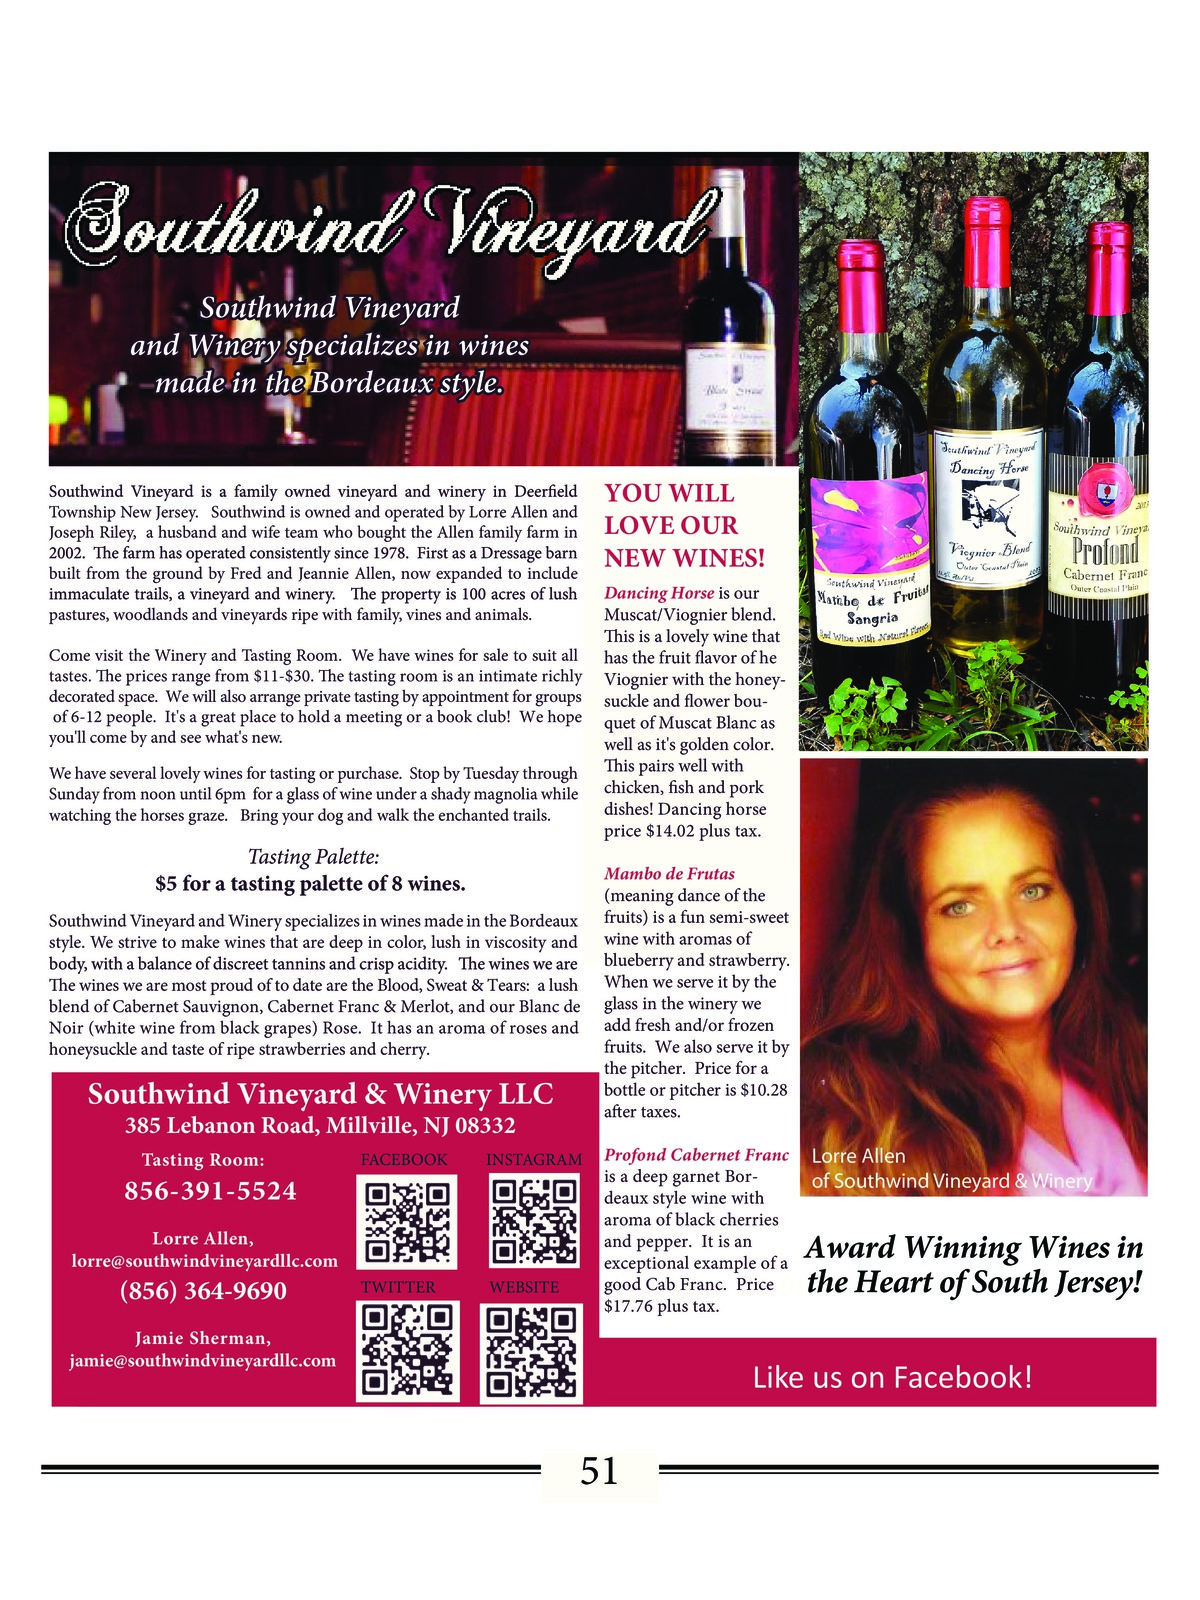 Southwind Vineyard
Southwind Vineyard
and Winery specializes in wines
made in the Bordeaux style.
Southwind Vineyard is a family owned vineyard and winery in Deerfield
Township New Jersey. Southwind is owned and operated by Lorre Allen and
Joseph Riley, a husband and wife team who bought the Allen family farm in
2002. The farm has operated consistently since 1978. First as a Dressage barn
built from the ground by Fred and Jeannie Allen, now expanded to include
immaculate trails, a vineyard and winery. The property is 100 acres of lush
pastures, woodlands and vineyards ripe with family, vines and animals.
Come visit the Winery and Tasting Room. We have wines for sale to suit all
tastes. The prices range from $11-$30. The tasting room is an intimate richly
decorated space. We will also arrange private tasting by appointment for groups
of 6-12 people. It's a great place to hold a meeting or a book club! We hope
you'll come by and see what's new.
We have several lovely wines for tasting or purchase. Stop by Tuesday through
Sunday from noon until 6pm for a glass of wine under a shady magnolia while
watching the horses graze. Bring your dog and walk the enchanted trails.
Tasting Palette:
$5 for a tasting palette of 8 wines.
Southwind Vineyard and Winery specializes in wines made in the Bordeaux
style. We strive to make wines that are deep in color, lush in viscosity and
body, with a balance of discreet tannins and crisp acidity. The wines we are
The wines we are most proud of to date are the Blood, Sweat & Tears: a lush
blend of Cabernet Sauvignon, Cabernet Franc & Merlot, and our Blanc de
Noir (white wine from black grapes) Rose. It has an aroma of roses and
honeysuckle and taste of ripe strawberries and cherry.
Southwind Vineyard & Winery LLC
385 Lebanon Road, Millville, NJ 08332
Tasting Room:
856-391-5524
Lorre Allen,
lorre@southwindvineyardllc.com
(856) 364-9690
Jamie Sherman,
jamie@southwindvineyardllc.com
FACEBOOK
INSTAGRAM
TWITTER
WEBSITE
YOU WILL
LOVE OUR
NEW WINES!
Dancing Horse is our
Muscat/Viognier blend.
This is a lovely wine that
has the fruit flavor of he
Viognier with the honey-
suckle and flower bou-
quet of Muscat Blanc as
well as it's golden color.
This pairs well with
chicken, fish and pork
dishes! Dancing horse
price $14.02 plus tax.
Mambo de Frutas
(meaning dance of the
fruits) is a fun semi-sweet
wine with aromas of
blueberry and strawberry.
When we serve it by the
glass in the winery we
add fresh and/or frozen
fruits. We also serve it by
the pitcher. Price for a
bottle or pitcher is $10.28
after taxes.
Profond Cabernet Franc
is a deep garnet Bor-
deaux style wine with
aroma of black cherries
and pepper. It is an
exceptional example of a
good Cab Franc. Price
$17.76 plus tax.
Southwind Vineyard
Mambo de Frutas
Sangria
Red Wine with Natural
Southwind Vineyard
Dancing Horse
Viognier Blend
Outer Coastal Plain
Southwind Vineya
Profond
Cabernet Franc
Outer Coastal Plain
Lorre Allen
of Southwind Vineyard & Winery
Award Winning Wines in
the Heart of South Jersey!
Like us on Facebook!
51